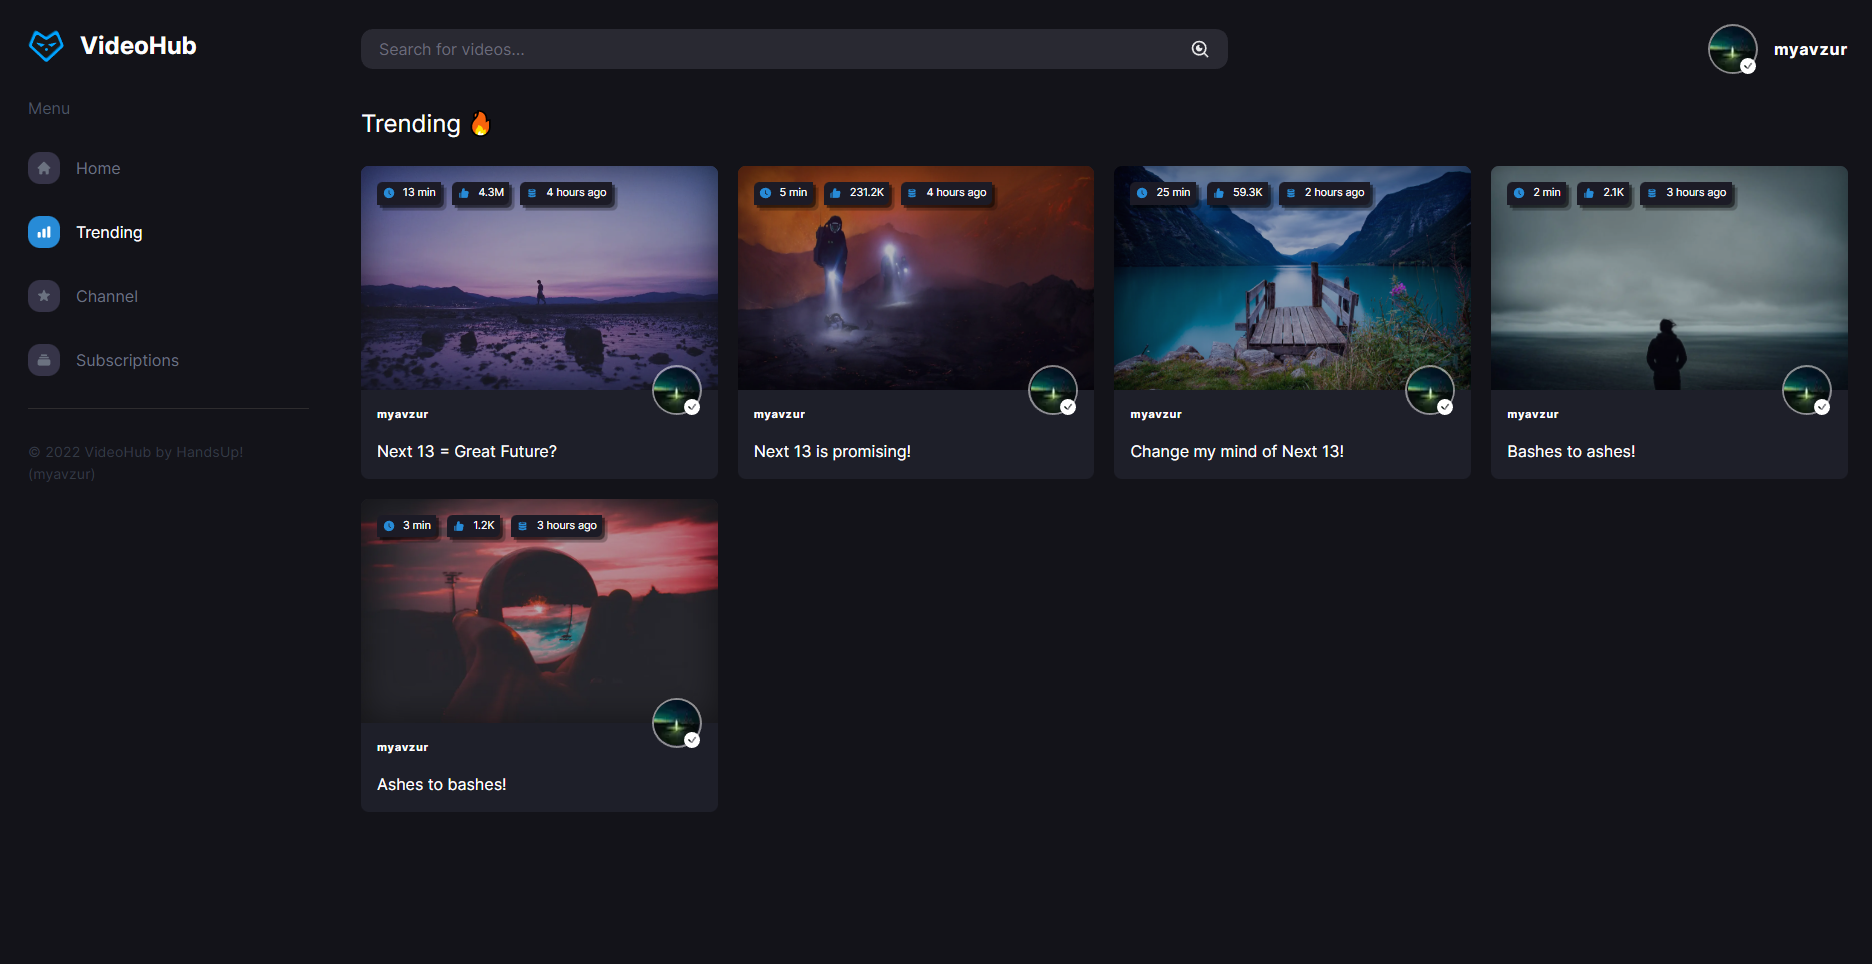 VideoHub
Search for videos...
myavzur
Menu
Home
Trending
Channel
Subscriptions
© 2022 VideoHub by HandsUp!
(myavzur)
Trending 🔥
13 min 4.3M 4 hours ago
myavzur
Next 13 = Great Future?
5 min 231.2K 4 hours ago
myavzur
Next 13 is promising!
25 min 59.3K 2 hours ago
myavzur
Change my mind of Next 13!
2 min 2.1K 3 hours ago
myavzur
Bashes to ashes!
3 min 1.2K 3 hours ago
myavzur
Ashes to bashes!